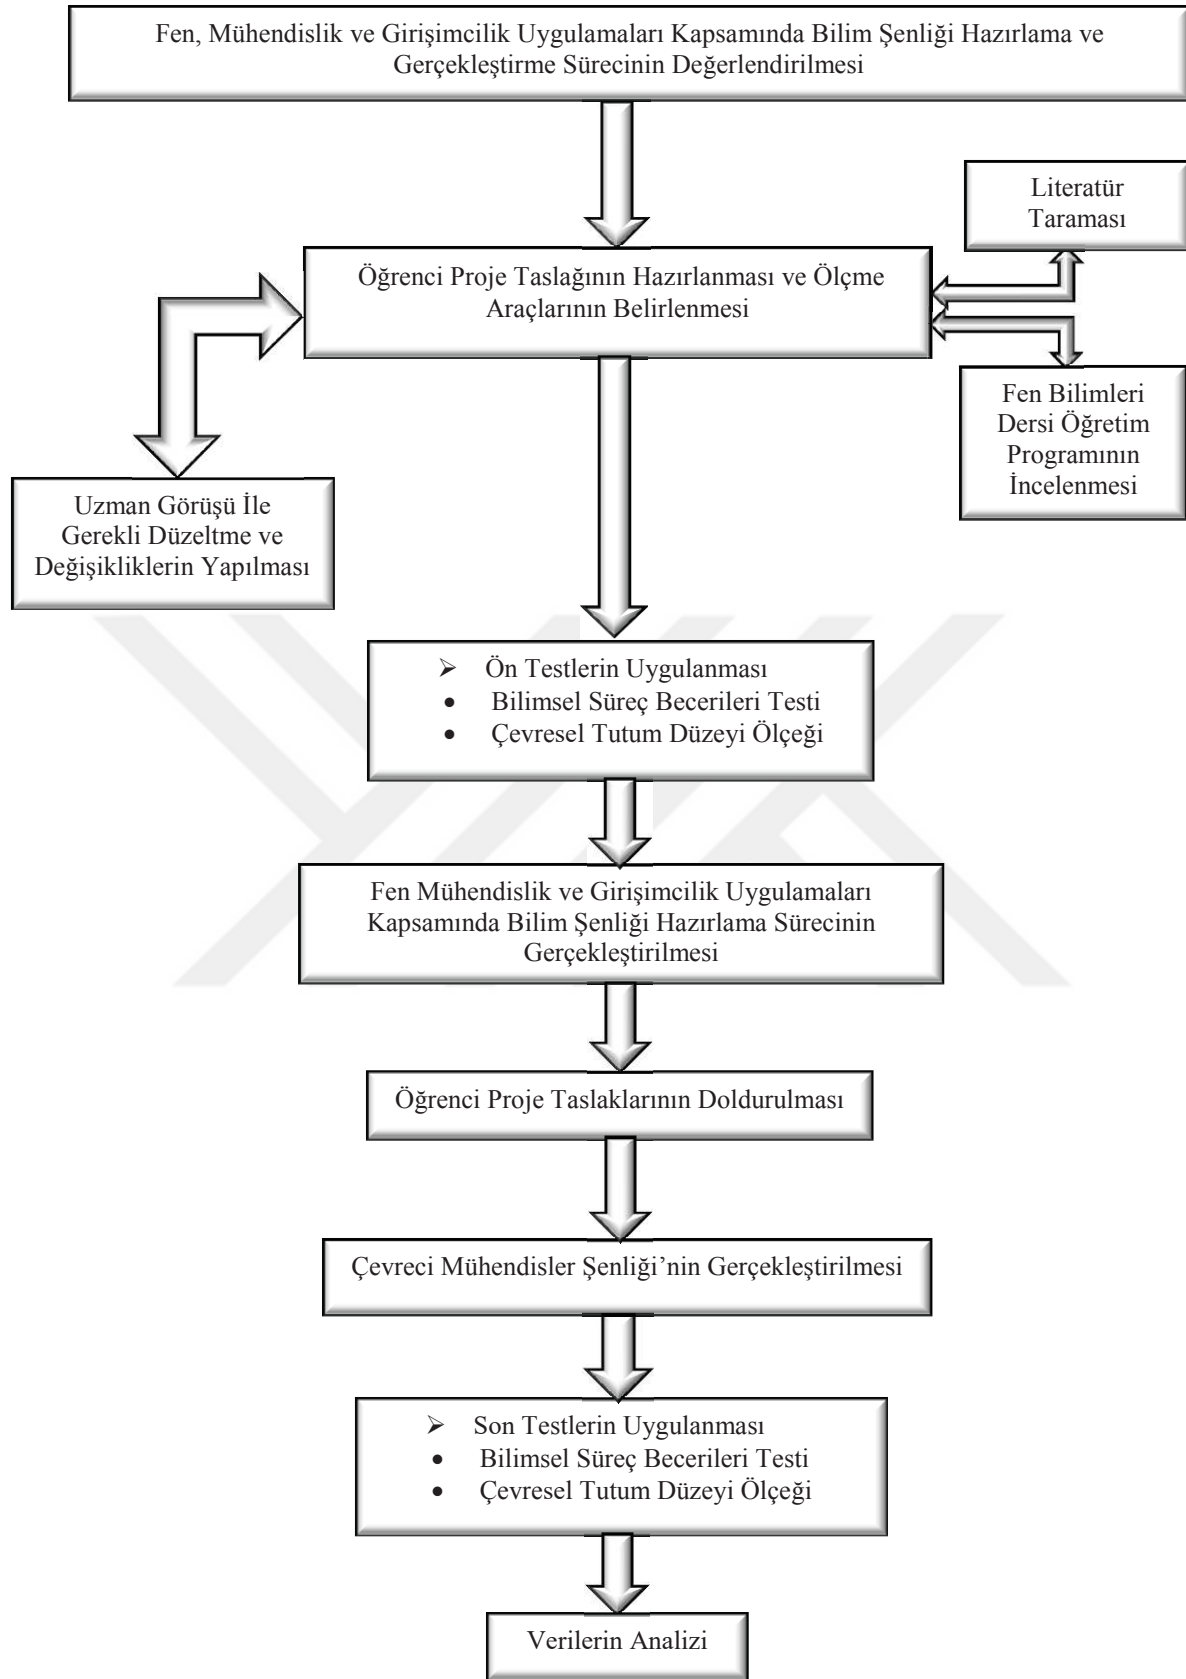 Fen, Mühendislik ve Girişimcilik Uygulamaları Kapsamında Bilim Şenliği Hazırlama ve
Gerçekleştirme Sürecinin Değerlendirilmesi
Literatür
Taraması
Öğrenci Proje Taslağının Hazırlanması ve Ölçme
Araçlarının Belirlenmesi
Fen Bilimleri
Dersi Öğretim
Programının
İncelenmesi
Uzman Görüşü İle
Gerekli Düzeltme ve
Değişikliklerin Yapılması
➢ Ön Testlerin Uygulanması
• Bilimsel Süreç Becerileri Testi
• Çevresel Tutum Düzeyi Ölçeği
Fen Mühendislik ve Girişimcilik Uygulamaları
Kapsamında Bilim Şenliği Hazırlama Sürecinin
Gerçekleştirilmesi
Öğrenci Proje Taslaklarının Doldurulması
Çevreci Mühendisler Şenliği’nin Gerçekleştirilmesi
➢ Son Testlerin Uygulanması
• Bilimsel Süreç Becerileri Testi
• Çevresel Tutum Düzeyi Ölçeği
Verilerin Analizi